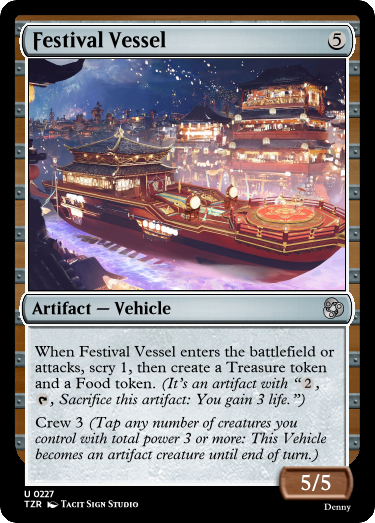 Festival Vessel 5
Artifact — Vehicle
When Festival Vessel enters the battlefield or
attacks, scry 1, then create a Treasure token
and a Food token. (It's an artifact with “2,
, Sacrifice this artifact: You gain 3 life.”)
Crew 3 (Tap any number of creatures you
control with total power 3 or more: This Vehicle
becomes an artifact creature until end of turn.)
5/5
U 0227
TZR Tacit Sign Studio
Denny